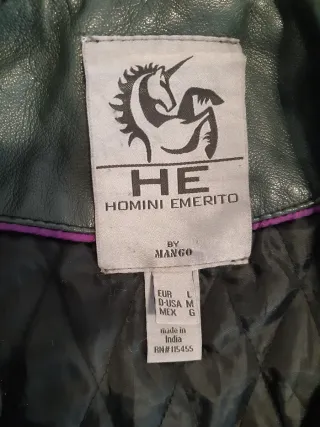 HE
HOMINI EMERITO
BY
MANGO
EUR L
D-USA M
MEX G
made in
India
RN# 115455